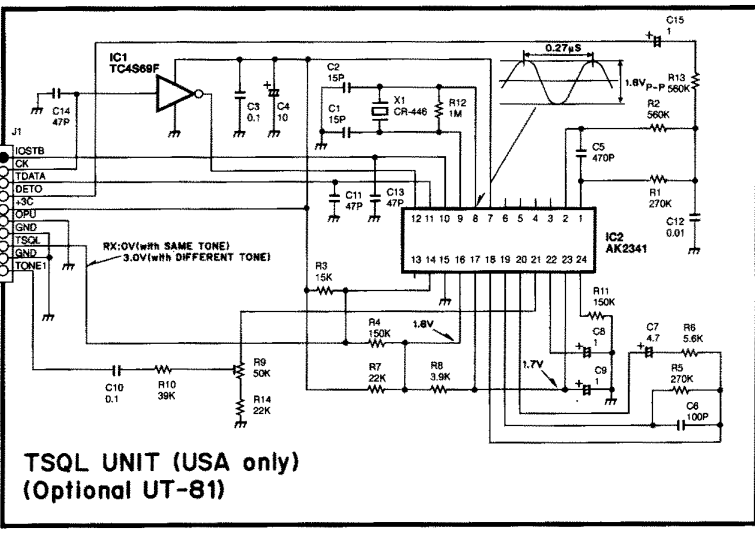 C15
1
0.27µS
IC1
TC4S69F
C2
15P
C1
15P
X1
CR-446
R12
1M
1.6V P-P
R13
560K
C14
47P
C3
0.1
C4
10
R2
560K
C5
470P
J1
IOSTB
CK
TDATA
DETO
+3C
OPU
GND
TSQL
GND
TONE1
C11
47P
C13
47P
R1
270K
C12
0.01
12 11 10 9 8 7 6 5 4 3 2 1
IC2
AK2341
13 14 15 16 17 18 19 20 21 22 23 24
RX:0V(with SAME TONE)
3.0V(with DIFFERENT TONE)
R3
15K
R11
150K
R4
150K
1.8V
C8
1
C7
4.7
R6
5.6K
R9
50K
R7
22K
R8
3.9K
1.7V
C9
1
R5
270K
C10
0.1
R10
39K
R14
22K
C6
100P
TSQL UNIT (USA only)
(Optional UT-81)